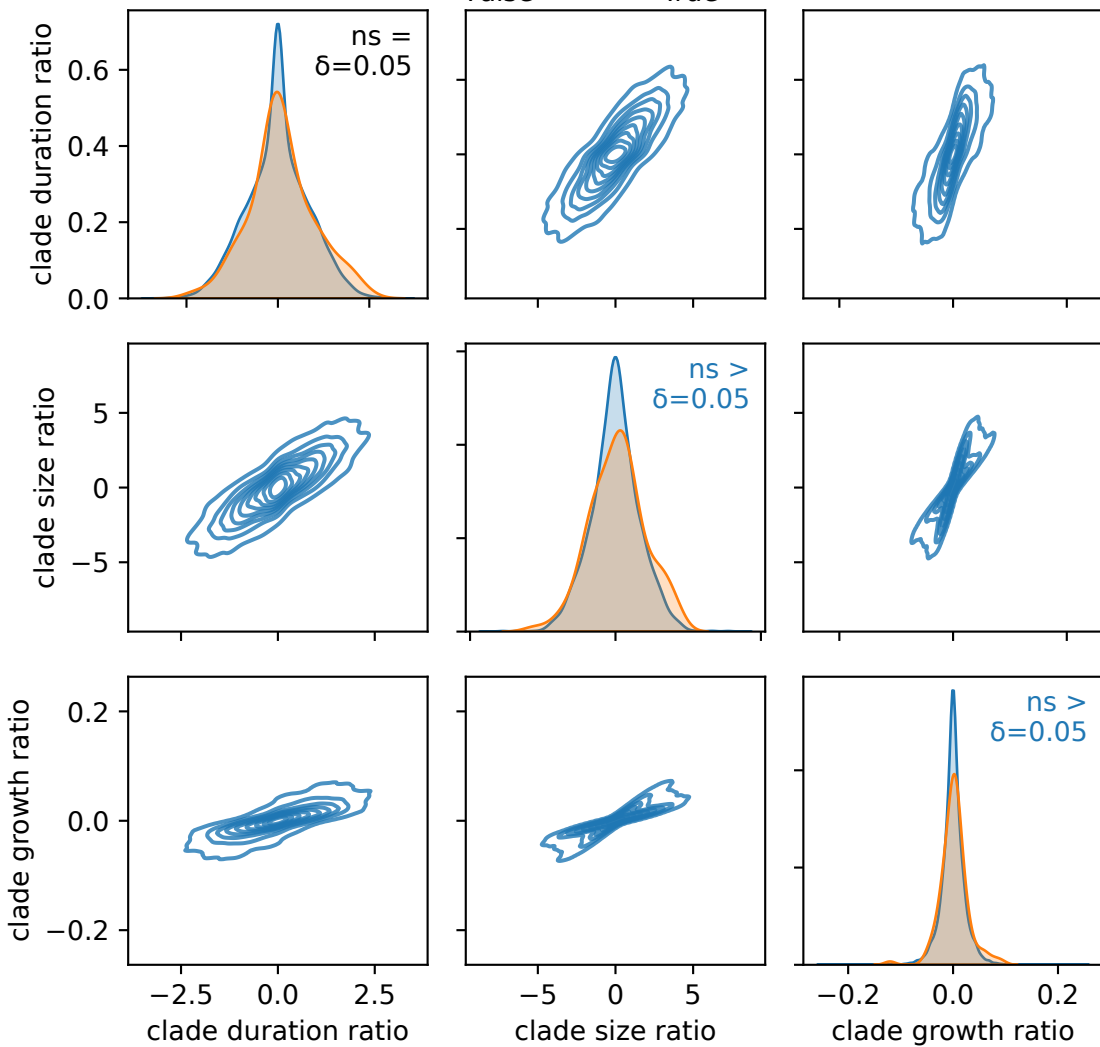 clade duration ratio
0.6
0.4
0.2
0.0
ns =
δ=0.05
clade size ratio
5
0
−5
ns >
δ=0.05
clade growth ratio
0.2
0.0
−0.2
ns >
δ=0.05
−2.5 0.0 2.5
−5 0 5
−0.2 0.0 0.2
clade duration ratio
clade size ratio
clade growth ratio